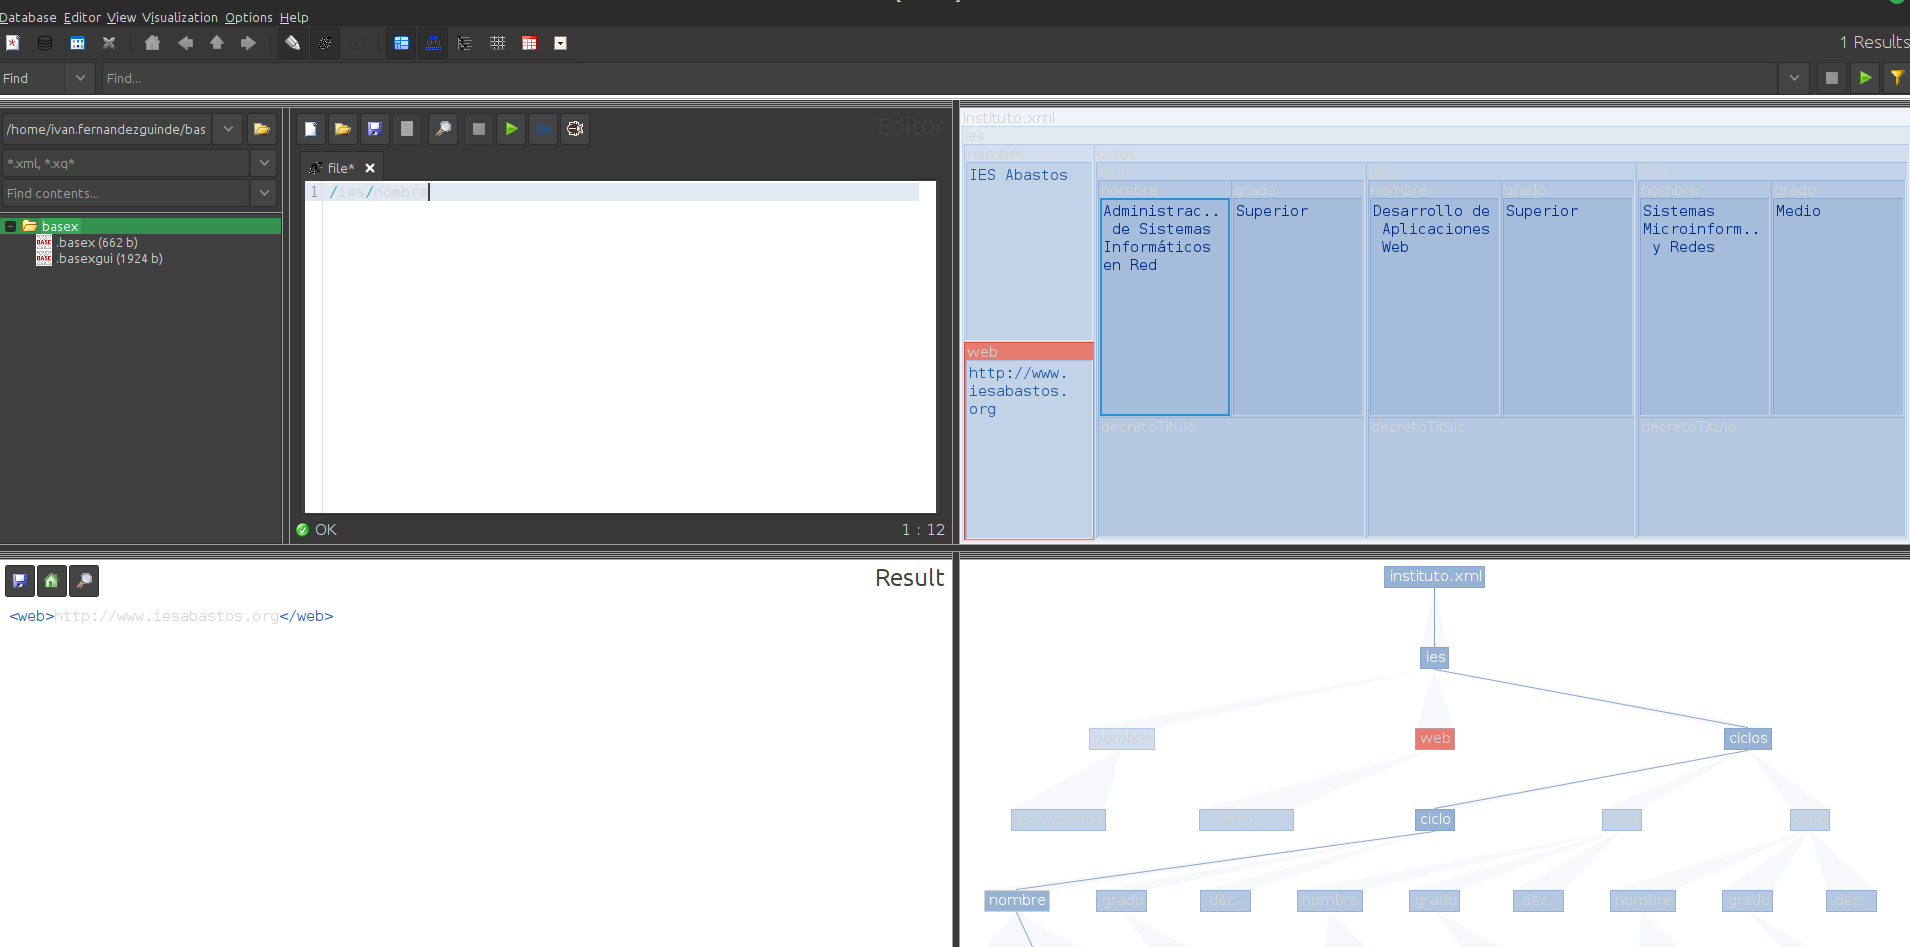 Database Editor View Visualization Options Help
1 Results
Find
Find...
/home/ivan.fernandezguinde/bas
*.xml, *.xq*
Find contents...
basex
.basex (662 b)
.basexgui (1924 b)
Editor
file*
1 /ies/nombre
OK
1 : 12
instituto.xml
ies
nombre
IES Abastos
web
http://www.
iesabastos.
org
ciclos
nombre
Administrac..
de Sistemas
Informáticos
en Red
grado
Superior
decretoTitulo
nombre
Desarrollo de
Aplicaciones
Web
grado
Superior
decretoTitulo
nombre
Sistemas
Microinform..
y Redes
grado
Medio
decretoTitulo
Result
<web>http://www.iesabastos.org</web>
instituto.xml
ies
nombre web ciclos
ciclo
nombre grado dec.. nombre grado dec.. nombre grado dec..